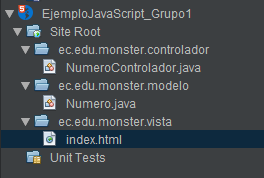 EjemploJavaScript_Grupo1
Site Root
ec.edu.monster.controlador
NumeroControlador.java
ec.edu.monster.modelo
Numero.java
ec.edu.monster.vista
index.html
Unit Tests